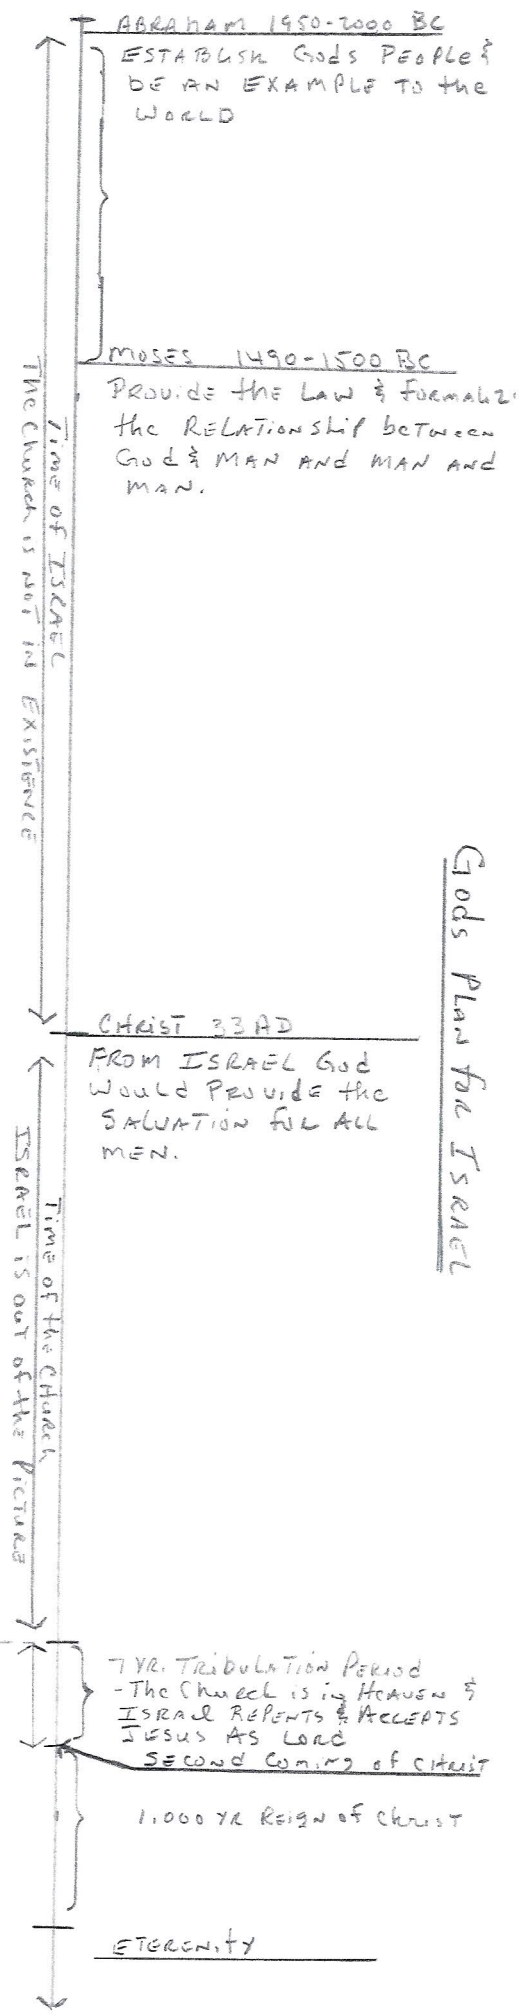 ABRAHAM 1950-2000 BC
ESTABLISH Gods PEOPLE &
BE AN EXAMPLE TO the
WORLD
MOSES 1490-1500 BC
PROVIDE the LAW & FORMALIZ
the RELATIONSHIP between
God & MAN AND MAN AND
MAN.
TIME of ISRAEL
The Church is NOT IN EXISTENCE
Gods PLAN for ISRAEL
CHRIST 33 AD
FROM ISRAEL God
Would PROVIDE the
SALVATION FOR ALL
MEN.
Time of the CHURCH
ISRAEL is out of the PICTURE
7 YR. TRIBULATION PERIOD
- The Church is in HEAVEN &
ISRAEL REPENTS & ACCEPTS
JESUS AS LORD
SECOND COMING of CHRIST
1,000 YR REIGN of CHRIST
ETERENITY